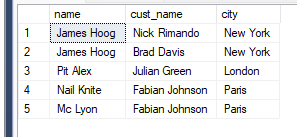 name cust_name city
1 James Hoog Nick Rimando New York
2 James Hoog Brad Davis New York
3 Pit Alex Julian Green London
4 Nail Knite Fabian Johnson Paris
5 Mc Lyon Fabian Johnson Paris